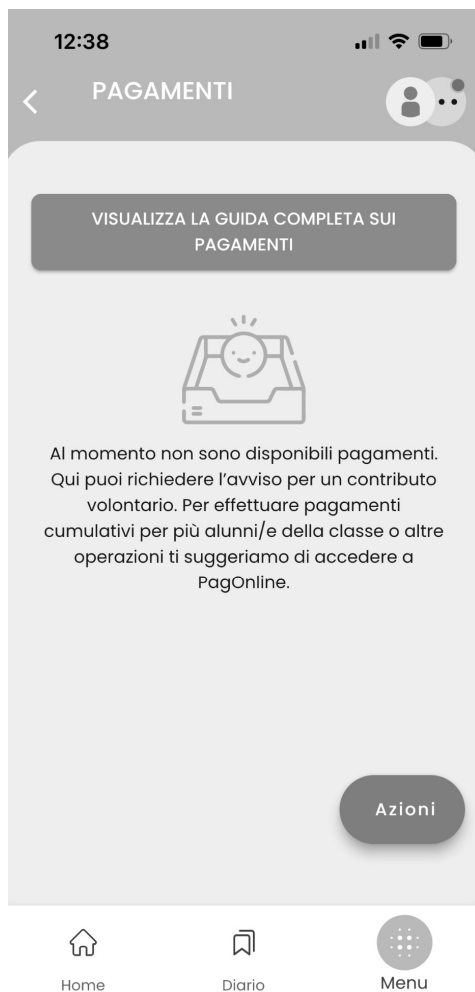 12:38
PAGAMENTI
VISUALIZZA LA GUIDA COMPLETA SUI
PAGAMENTI
Al momento non sono disponibili pagamenti.
Qui puoi richiedere l'avviso per un contributo
volontario. Per effettuare pagamenti
cumulativi per più alunni/e della classe o altre
operazioni ti suggeriamo di accedere a
PagOnline.
Azioni
Home
Diario
Menu